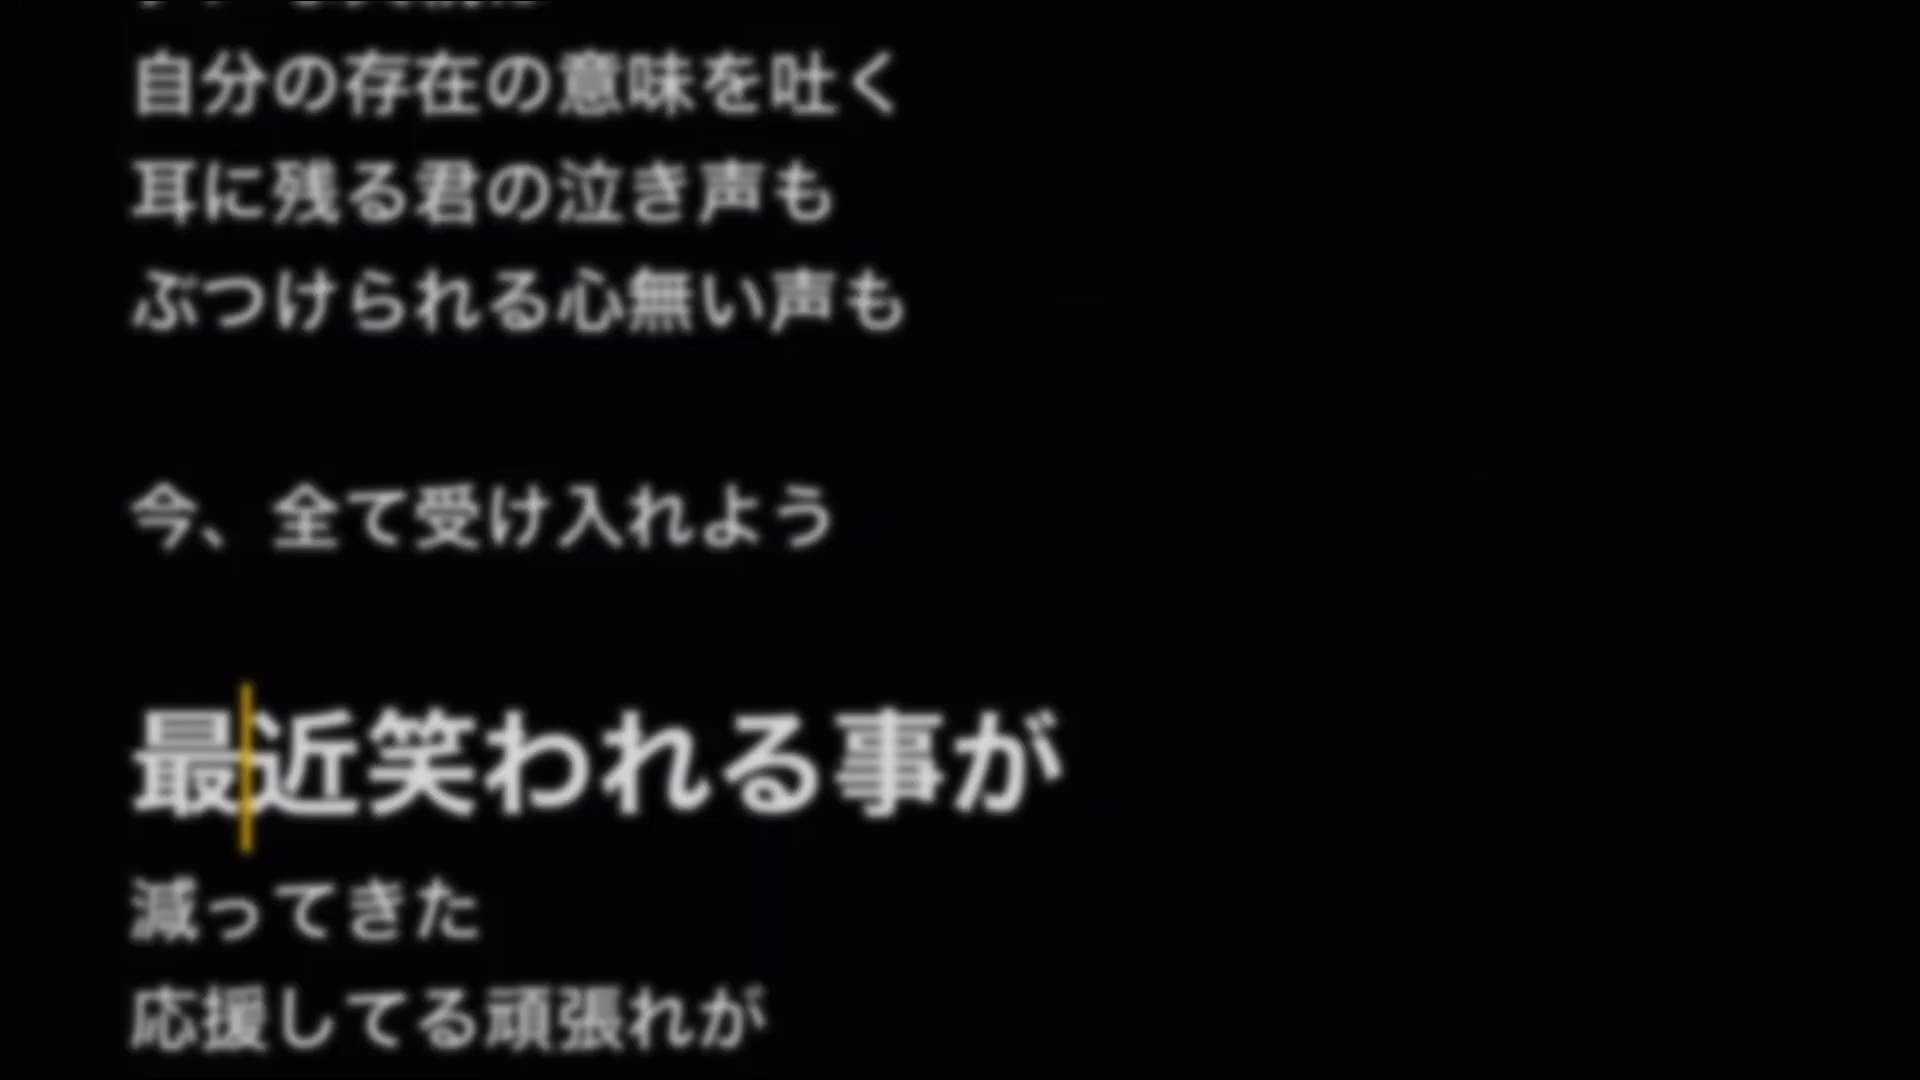 自分の存在の意味を吐く
耳に残る君の泣き声も
ぶつけられる心無い声も
今、全て受け入れよう
最近笑われる事が
減ってきた
応援してる頑張れが